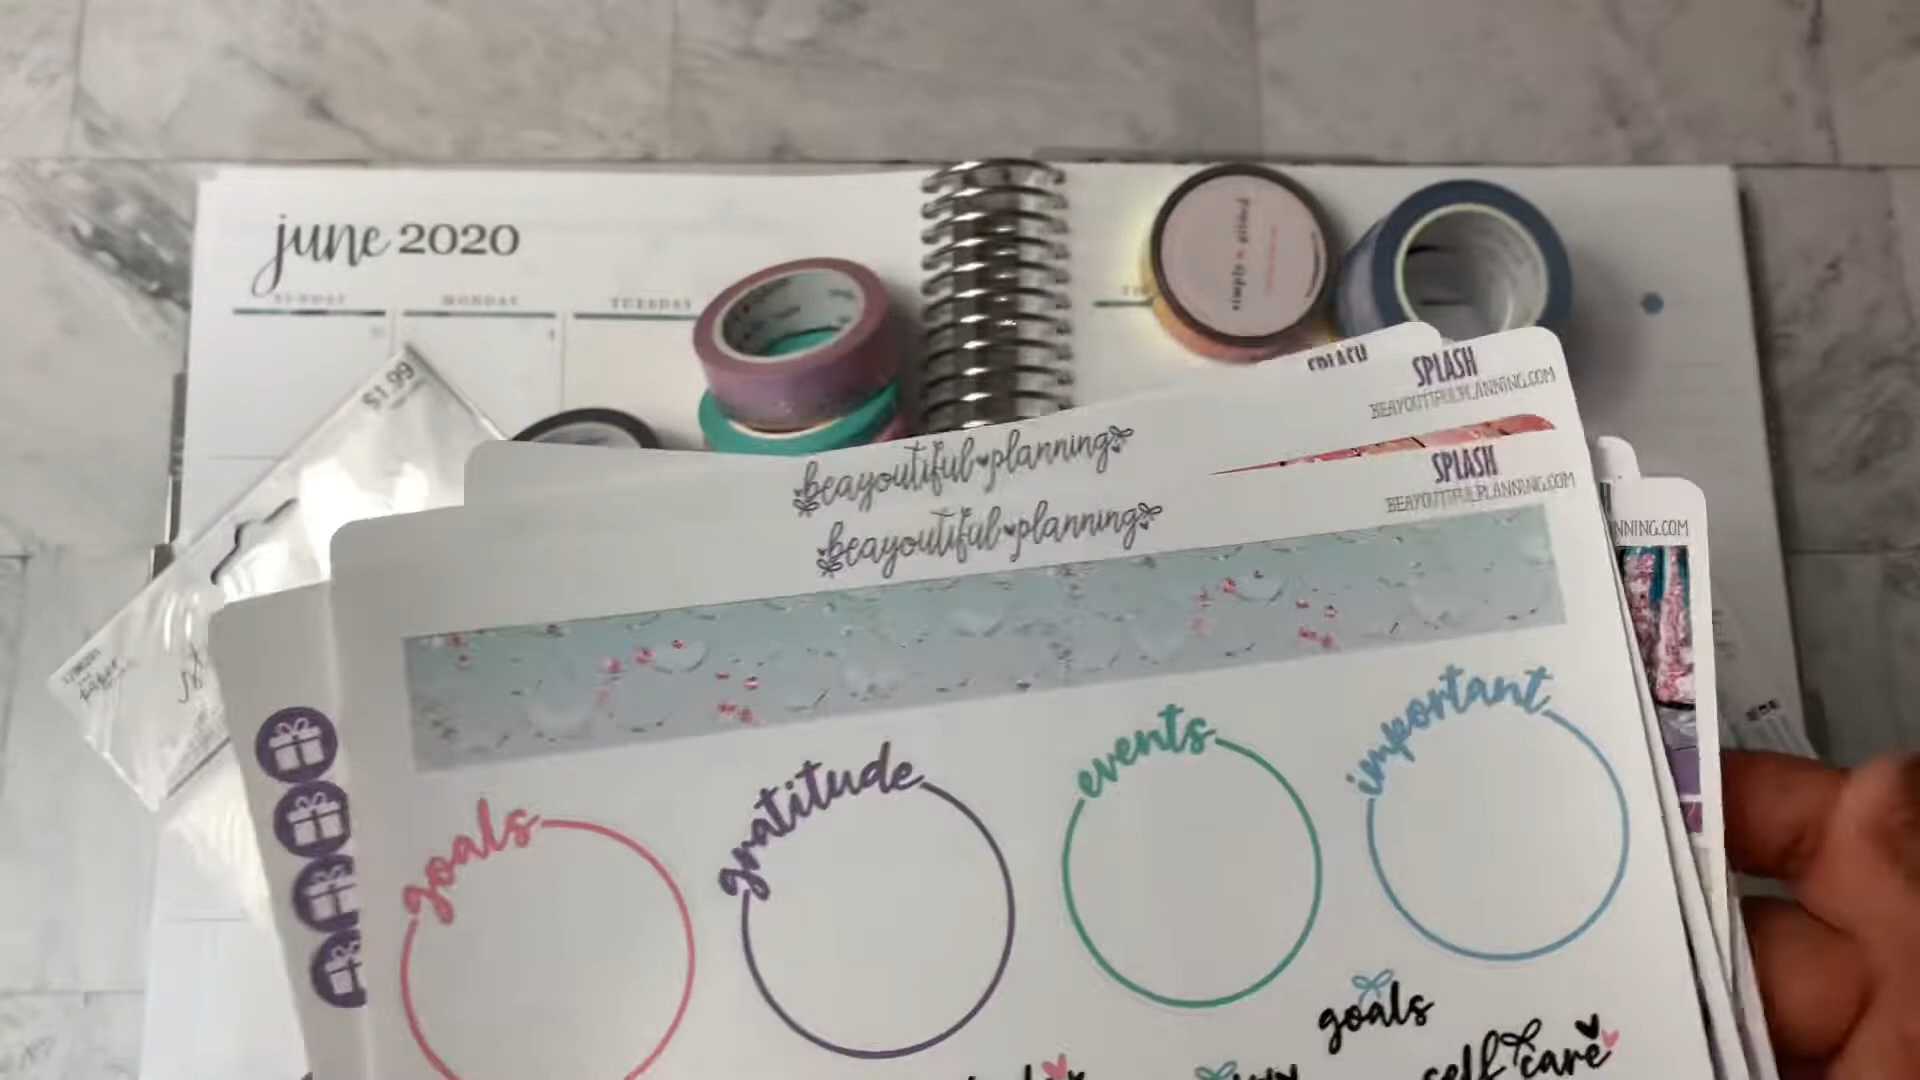 june 2020
SUNDAY
MONDAY
TUESDAY
simply gilded
$1.99
SPLASH
SPLASH
BEAYOUTIFULPLANNING.COM
beayoutiful planning
SPLASH
BEAYOUTIFULPLANNING.COM
beayoutiful planning
NNING.COM
goals
gratitude
events
important
goals
self care